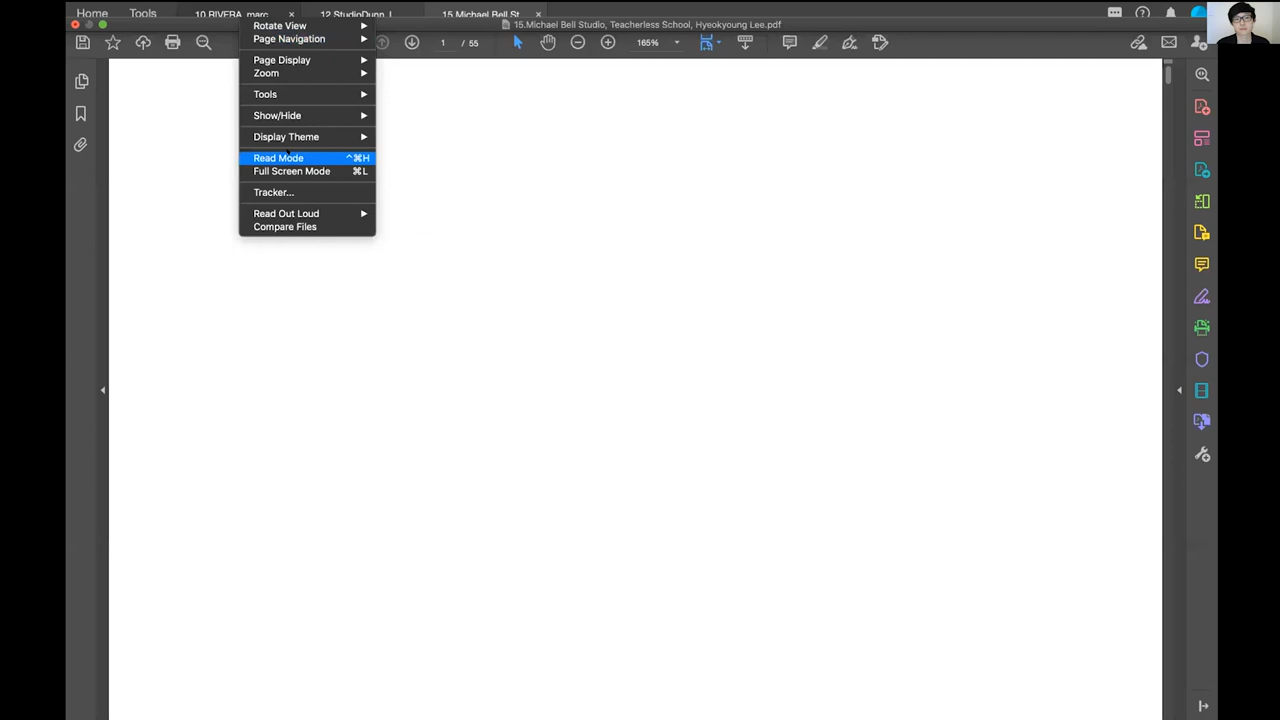 Home Tools 10 RIVERA, marc... × 12 StudioDunn_l... 15.Michael Bell St... ×
15.Michael Bell Studio, Teacherless School, Hyeokyoung Lee.pdf
1 / 55 165%
Rotate View
Page Navigation
Page Display
Zoom
Tools
Show/Hide
Display Theme
Read Mode ^⌘H
Full Screen Mode ⌘L
Tracker...
Read Out Loud
Compare Files